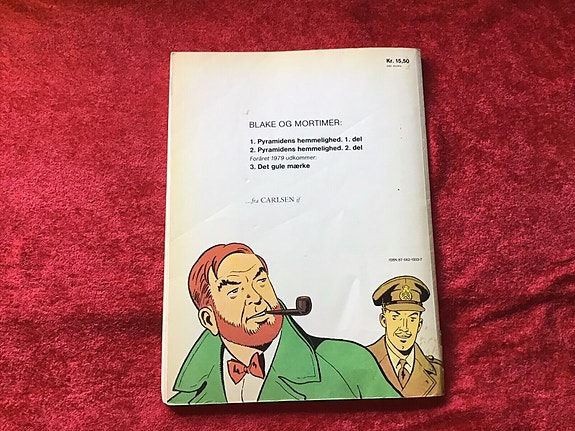 Kr. 15,50
BLAKE OG MORTIMER:
1. Pyramidens hemmelighed. 1. del
2. Pyramidens hemmelighed. 2. del
Foråret 1979 udkommer:
3. Det gule mærke
...fra CARLSEN if